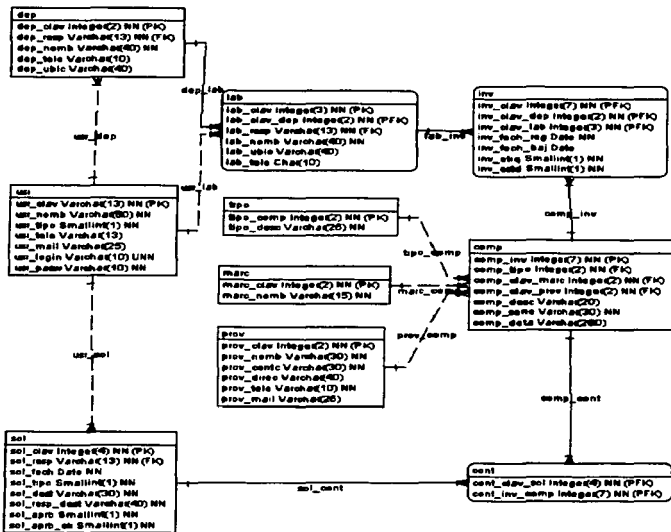 dep
dep_clav Integer(2) NN (PK)
dep_resp Varchar(13) NN (FK)
dep_nomb Varchar(40) NN
dep_tele Varchar(10)
dep_ubic Varchar(40)
dep_lab
lab
lab_clav Integer(3) NN (PK)
lab_clav_dep Integer(2) NN (PFK)
lab_resp Varchar(13) NN (FK)
lab_nomb Varchar(40) NN
lab_ubic Varchar(40)
lab_tele Char(10)
lab_inv
inv
inv_clav Integer(7) NN (PFK)
inv_clav_dep Integer(2) NN (PFK)
inv_clav_lab Integer(3) NN (PFK)
inv_fech_reg Date NN
inv_fech_baj Date
inv_etiq Smallint(1) NN
inv_estd Smallint(1) NN
usr_dep
usr_lab
usr
usr_clav Varchar(13) NN (PK)
usr_nomb Varchar(60) NN
usr_tipo Smallint(1) NN
usr_tele Varchar(13)
usr_mail Varchar(25)
usr_login Varchar(10) UNN
usr_passw Varchar(10) NN
tipo
tipo_comp Integer(2) NN (PK)
tipo_desc Varchar(25) NN
tipo_comp
comp_inv
marc
marc_clav Integer(2) NN (PK)
marc_nomb Varchar(15) NN
marc_comp
comp
comp_inv Integer(7) NN (PK)
comp_tipo Integer(2) NN (FK)
comp_clav_marc Integer(2) NN (FK)
comp_clav_prov Integer(2) NN (FK)
comp_desc Varchar(20)
comp_serie Varchar(30) NN
comp_deta Varchar(250)
prov
prov_clav Integer(2) NN (PK)
prov_nomb Varchar(30) NN
prov_contc Varchar(30) NN
prov_direc Varchar(40)
prov_tele Varchar(10) NN
prov_mail Varchar(25)
prov_comp
usr_sol
comp_cont
sol
sol_clav Integer(4) NN (PK)
sol_resp Varchar(13) NN (FK)
sol_fech Date NN
sol_tipo Smallint(1) NN
sol_dest Varchar(30) NN
sol_resp_dest Varchar(40) NN
sol_aprb Smallint(1) NN
sol_aprb_ss Smallint(1) NN
sol_cont
cont
cont_clav_sol Integer(4) NN (PFK)
cont_inv_comp Integer(7) NN (PFK)